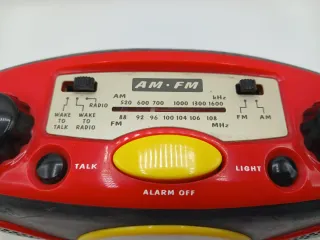 AM·FM
RADIO
WAKE TO TALK
WAKE TO RADIO
AM
kHz
520 600 700 1000 1300 1600
88 92 96 100 104 106 108
FM
MHz
FM AM
TALK
LIGHT
ALARM OFF